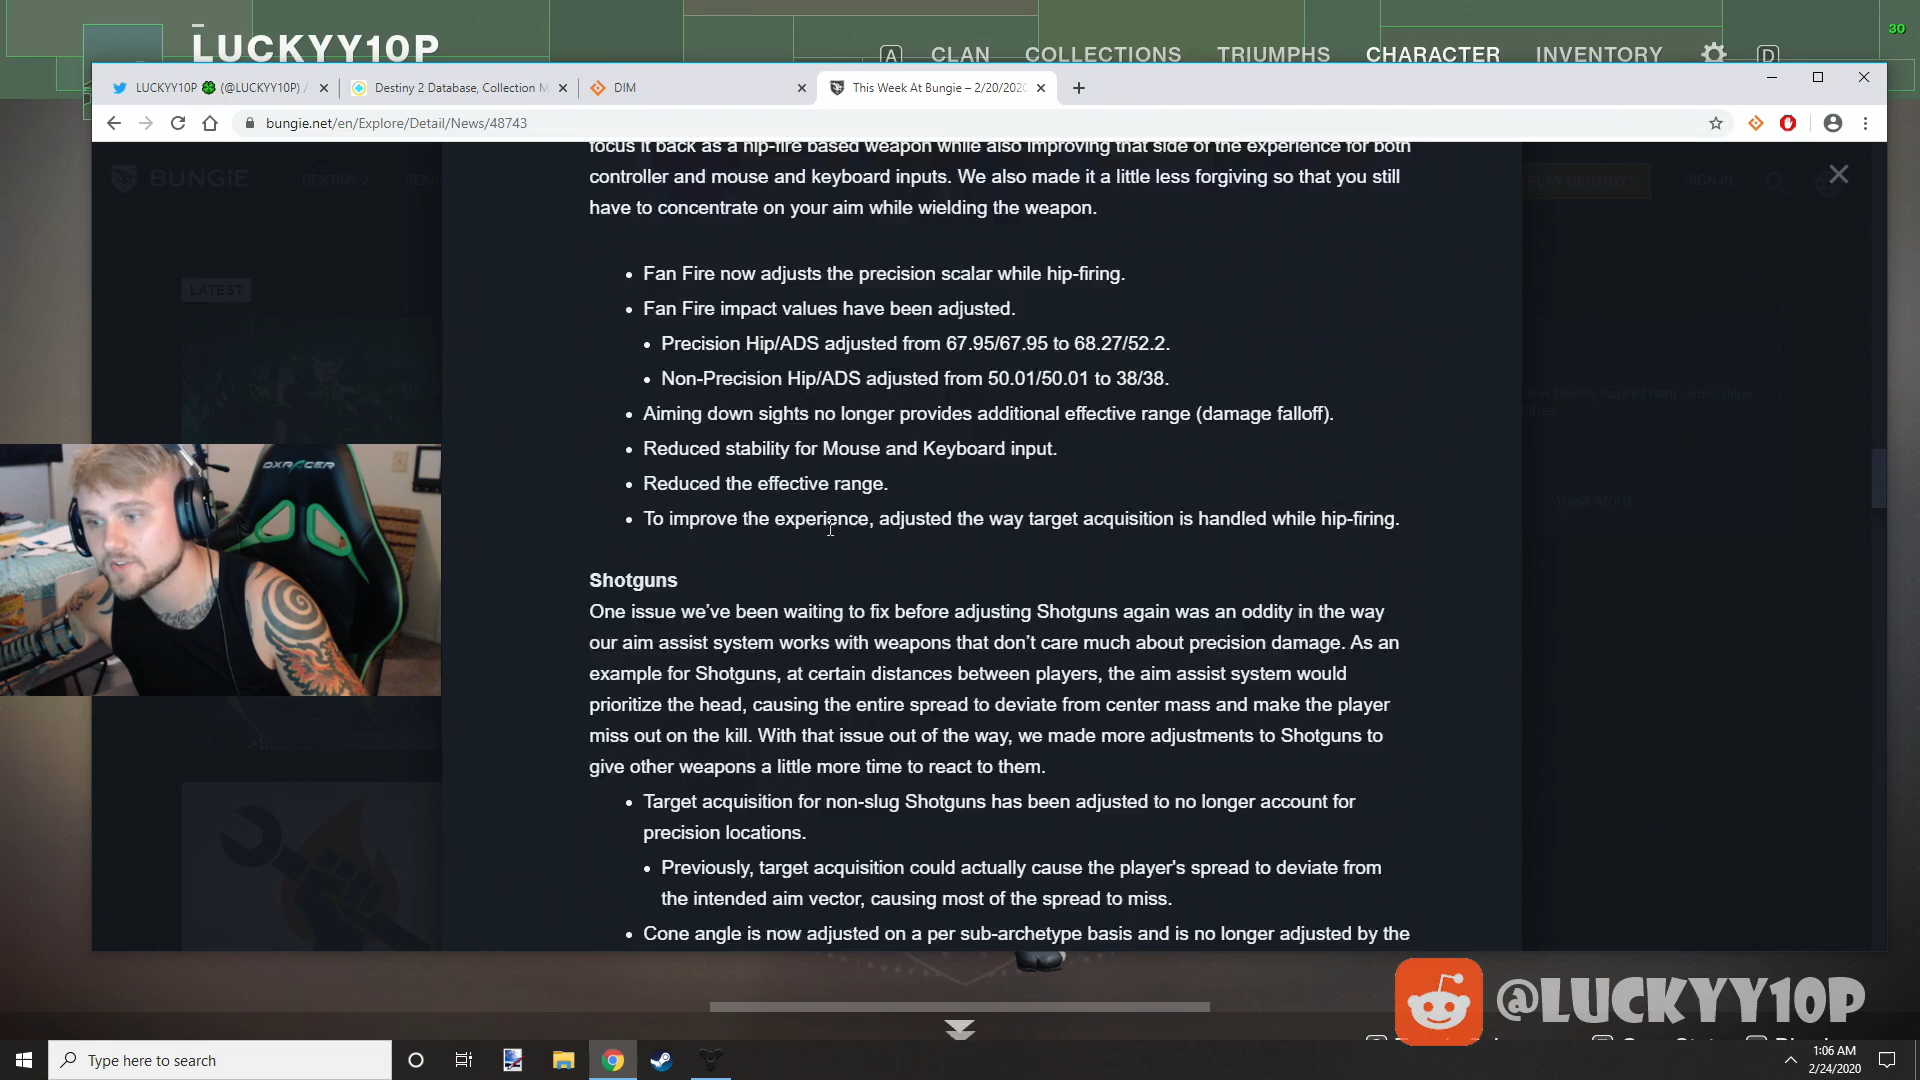 LUCKYY10P
A CLAN COLLECTIONS TRIUMPHS CHARACTER INVENTORY D
30
LUCKYY10P 🍀 (@LUCKYY10P) /
Destiny 2 Database, Collection M
DIM
This Week At Bungie – 2/20/2020
bungie.net/en/Explore/Detail/News/48743
BUNGiE
DESTINY 2
PLAY DESTINY 2
SIGN IN
focus it back as a hip-fire based weapon while also improving that side of the experience for both
controller and mouse and keyboard inputs. We also made it a little less forgiving so that you still
have to concentrate on your aim while wielding the weapon.
LATEST
• Fan Fire now adjusts the precision scalar while hip-firing.
• Fan Fire impact values have been adjusted.
• Precision Hip/ADS adjusted from 67.95/67.95 to 68.27/52.2.
• Non-Precision Hip/ADS adjusted from 50.01/50.01 to 38/38.
• Aiming down sights no longer provides additional effective range (damage falloff).
• Reduced stability for Mouse and Keyboard input.
• Reduced the effective range.
• To improve the experience, adjusted the way target acquisition is handled while hip-firing.
View More
DXRACER
Shotguns
One issue we've been waiting to fix before adjusting Shotguns again was an oddity in the way
our aim assist system works with weapons that don't care much about precision damage. As an
example for Shotguns, at certain distances between players, the aim assist system would
prioritize the head, causing the entire spread to deviate from center mass and make the player
miss out on the kill. With that issue out of the way, we made more adjustments to Shotguns to
give other weapons a little more time to react to them.
• Target acquisition for non-slug Shotguns has been adjusted to no longer account for
precision locations.
• Previously, target acquisition could actually cause the player's spread to deviate from
the intended aim vector, causing most of the spread to miss.
• Cone angle is now adjusted on a per sub-archetype basis and is no longer adjusted by the
@LUCKYY10P
Type here to search
1:06 AM
2/24/2020